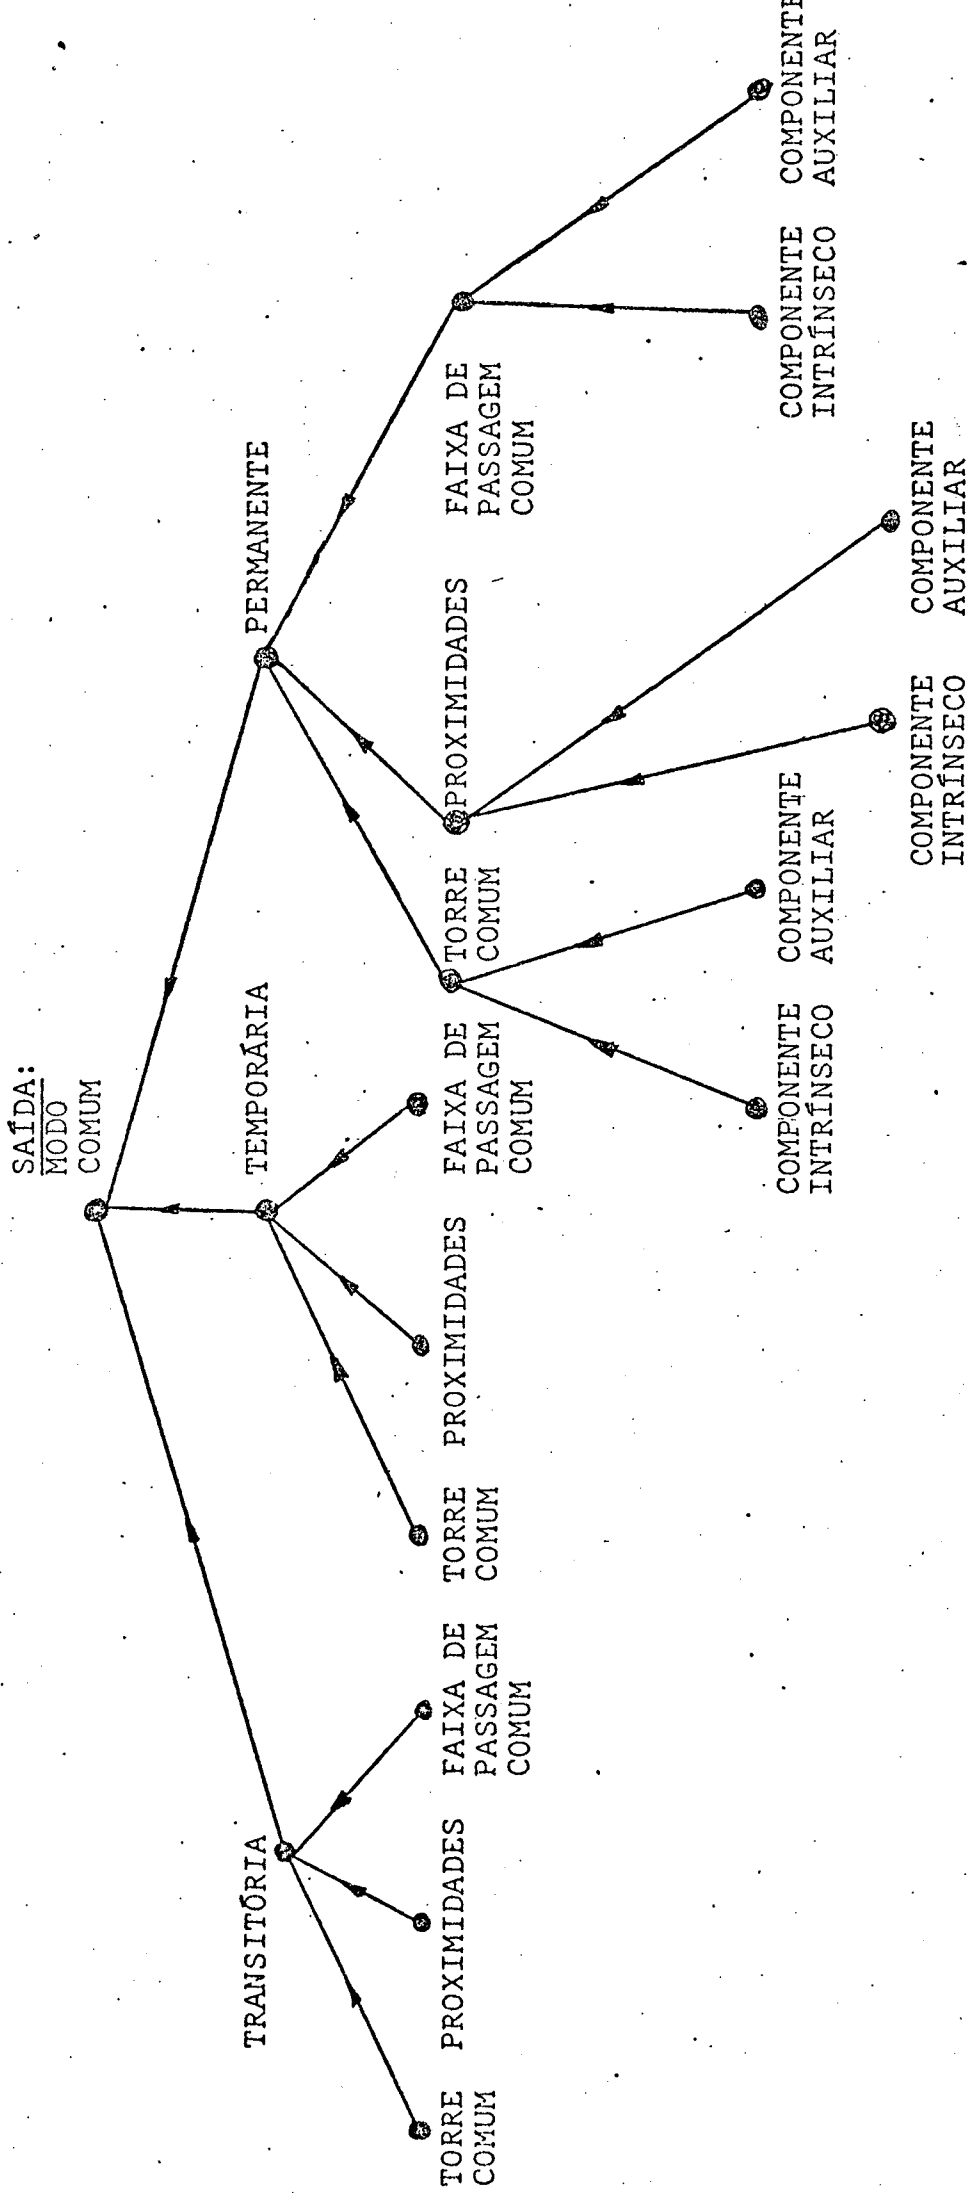 SAÍDA:
MODO
COMUM
TRANSITÓRIA
TEMPORÁRIA
PERMANENTE
TORRE
COMUM
PROXIMIDADES
FAIXA DE
PASSAGEM
COMUM
TORRE
COMUM
PROXIMIDADES
FAIXA DE
PASSAGEM
COMUM
TORRE
COMUM
PROXIMIDADES
FAIXA DE
PASSAGEM
COMUM
COMPONENTE
INTRÍNSECO
COMPONENTE
AUXILIAR
COMPONENTE
INTRÍNSECO
COMPONENTE
AUXILIAR
COMPONENTE
INTRÍNSECO
COMPONENTE
AUXILIAR